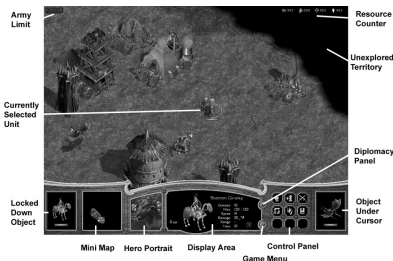 Army
Limit
Resource
Counter
Unexplored
Territory
Currently
Selected
Unit
Diplomacy
Panel
Locked
Down
Object
Object
Under
Cursor
Mini Map
Hero Portrait
Display Area
Control Panel
Game Menu